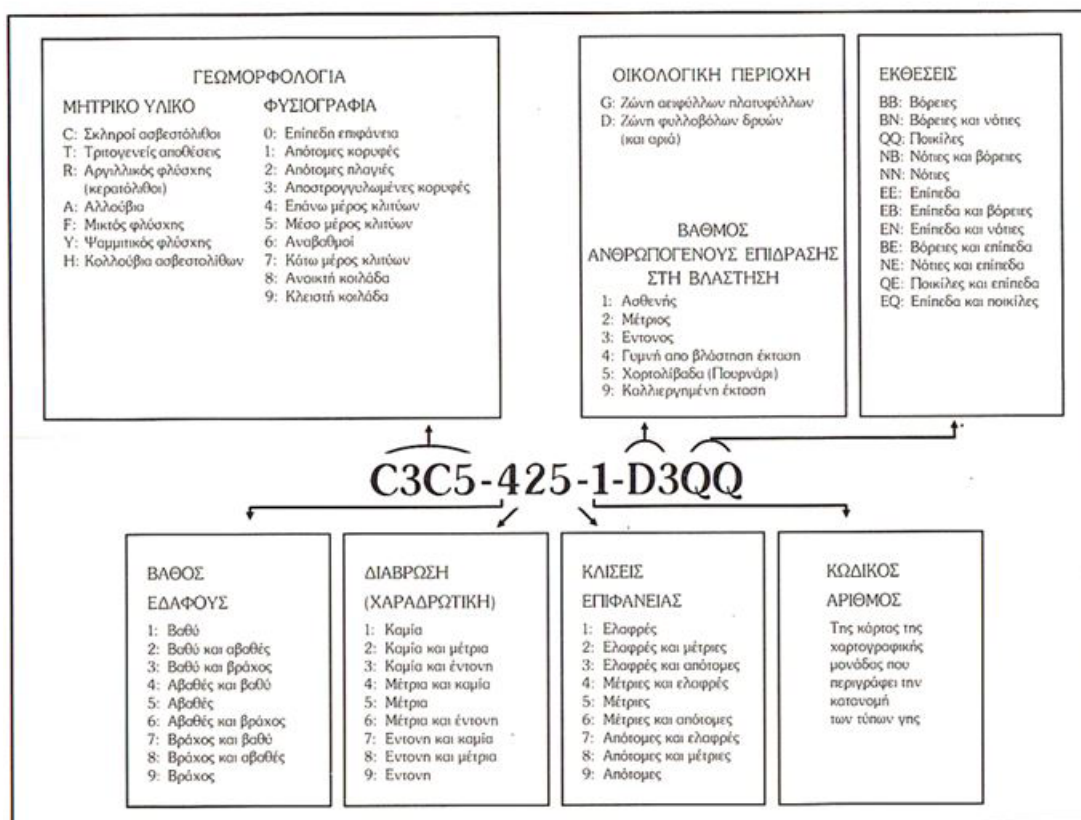 ΓΕΩΜΟΡΦΟΛΟΓΙΑ
ΜΗΤΡΙΚΟ ΥΛΙΚΟ
C: Σκληροί ασβεστόλιθοι
T: Τριτογενείς αποθέσεις
R: Αργιλλικός φλύσχης
(κερατόλιθοι)
A: Αλλούβια
F: Μικτός φλύσχης
Y: Ψαμμιτικός φλύσχης
H: Κολλούβια ασβεστολίθων
ΦΥΣΙΟΓΡΑΦΙΑ
0: Επίπεδη επιφάνεια
1: Απότομες κορυφές
2: Απότομες πλαγιές
3: Αποστρογγυλωμένες κορυφές
4: Επάνω μέρος κλιτύων
5: Μέσο μέρος κλιτύων
6: Αναβαθμοί
7: Κάτω μέρος κλιτύων
8: Ανοικτή κοιλάδα
9: Κλειστή κοιλάδα
ΟΙΚΟΛΟΓΙΚΗ ΠΕΡΙΟΧΗ
G: Ζώνη αειφύλλων πλατυφύλλων
D: Ζώνη φυλλοβόλων δρυών
(και αριά)
ΒΑΘΜΟΣ
ΑΝΘΡΩΠΟΓΕΝΟΥΣ ΕΠΙΔΡΑΣΗΣ
ΣΤΗ ΒΛΑΣΤΗΣΗ
1: Ασθενής
2: Μέτριος
3: Εντονος
4: Γυμνή απο βλάστηση έκταση
5: Χορτολίβαδα (Πουρνάρι)
9: Καλλιεργημένη έκταση
ΕΚΘΕΣΕΙΣ
BB: Βόρειες
BN: Βόρειες και νότιες
QQ: Ποικίλες
NB: Νότιες και βόρειες
NN: Νότιες
EE: Επίπεδα
EB: Επίπεδα και βόρειες
EN: Επίπεδα και νότιες
BE: Βόρειες και επίπεδα
NE: Νότιες και επίπεδα
QE: Ποικίλες και επίπεδα
EQ: Επίπεδα και ποικίλες
C3C5-425-1-D3QQ
ΒΑΘΟΣ
ΕΔΑΦΟΥΣ
1: Βαθύ
2: Βαθύ και αβαθές
3: Βαθύ και βράχος
4: Αβαθές και βαθύ
5: Αβαθές
6: Αβαθές και βράχος
7: Βράχος και βαθύ
8: Βράχος και αβαθές
9: Βράχος
ΔΙΑΒΡΩΣΗ
(ΧΑΡΑΔΡΩΤΙΚΗ)
1: Καμία
2: Καμία και μέτρια
3: Καμία και έντονη
4: Μέτρια και καμία
5: Μέτρια
6: Μέτρια και έντονη
7: Εντονη και καμία
8: Εντονη και μέτρια
9: Εντονη
ΚΛΙΣΕΙΣ
ΕΠΙΦΑΝΕΙΑΣ
1: Ελαφρές
2: Ελαφρές και μέτριες
3: Ελαφρές και απότομες
4: Μέτριες και ελαφρές
5: Μέτριες
6: Μέτριες και απότομες
7: Απότομες και ελαφρές
8: Απότομες και μέτριες
9: Απότομες
ΚΩΔΙΚΟΣ
ΑΡΙΘΜΟΣ
Της κάρτας της
χαρτογραφικής
μονάδας που
περιγράφει την
κατανομή
των τύπων γης